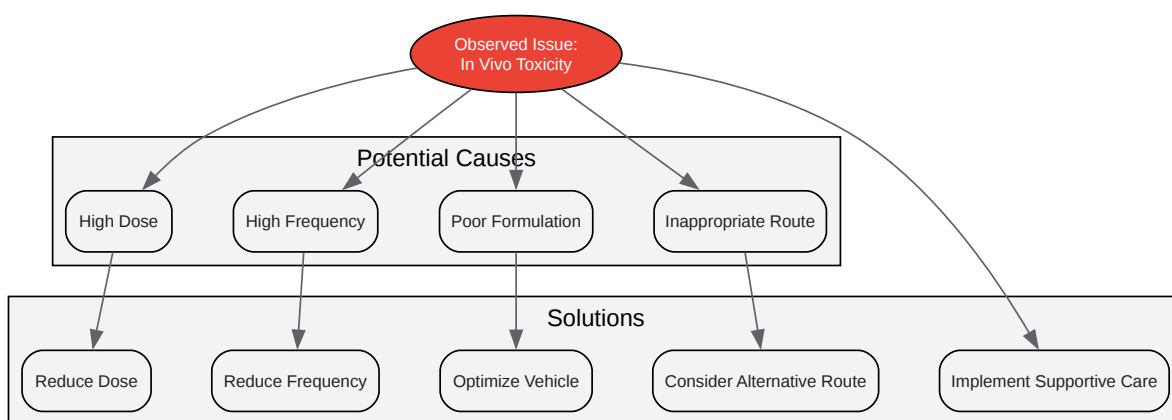 Observed Issue:
In Vivo Toxicity
Potential Causes
High Dose
High Frequency
Poor Formulation
Inappropriate Route
Solutions
Reduce Dose
Reduce Frequency
Optimize Vehicle
Consider Alternative Route
Implement Supportive Care